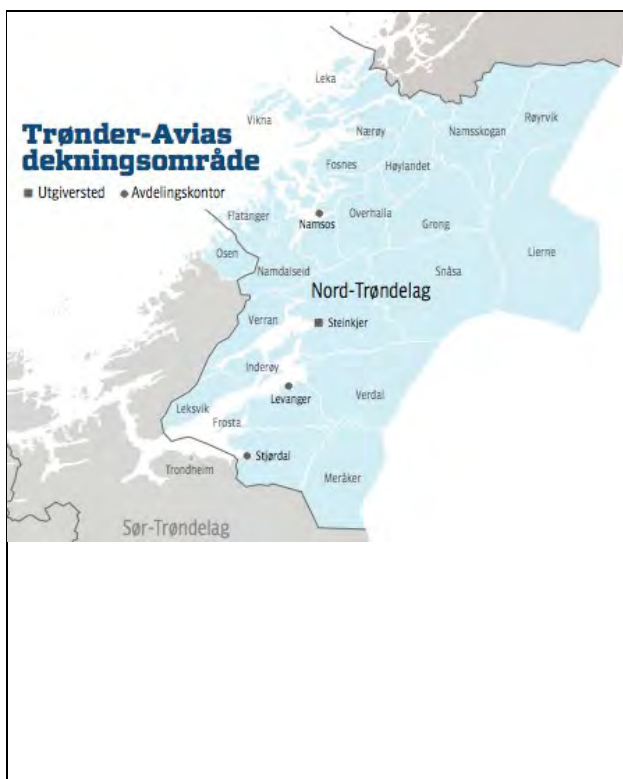 Trønder-Avias
dekningsområde
Utgiversted
Avdelingskontor
Leka
Vikna
Nærøy
Namsskogan
Røyrvik
Fosnes
Høylandet
Flatanger
Namsos
Overhalla
Grong
Osen
Lierne
Namdalseid
Snåsa
Nord-Trøndelag
Verran
Steinkjer
Inderøy
Levanger
Verdal
Leksvik
Frosta
Stjørdal
Trondheim
Meråker
Sør-Trøndelag